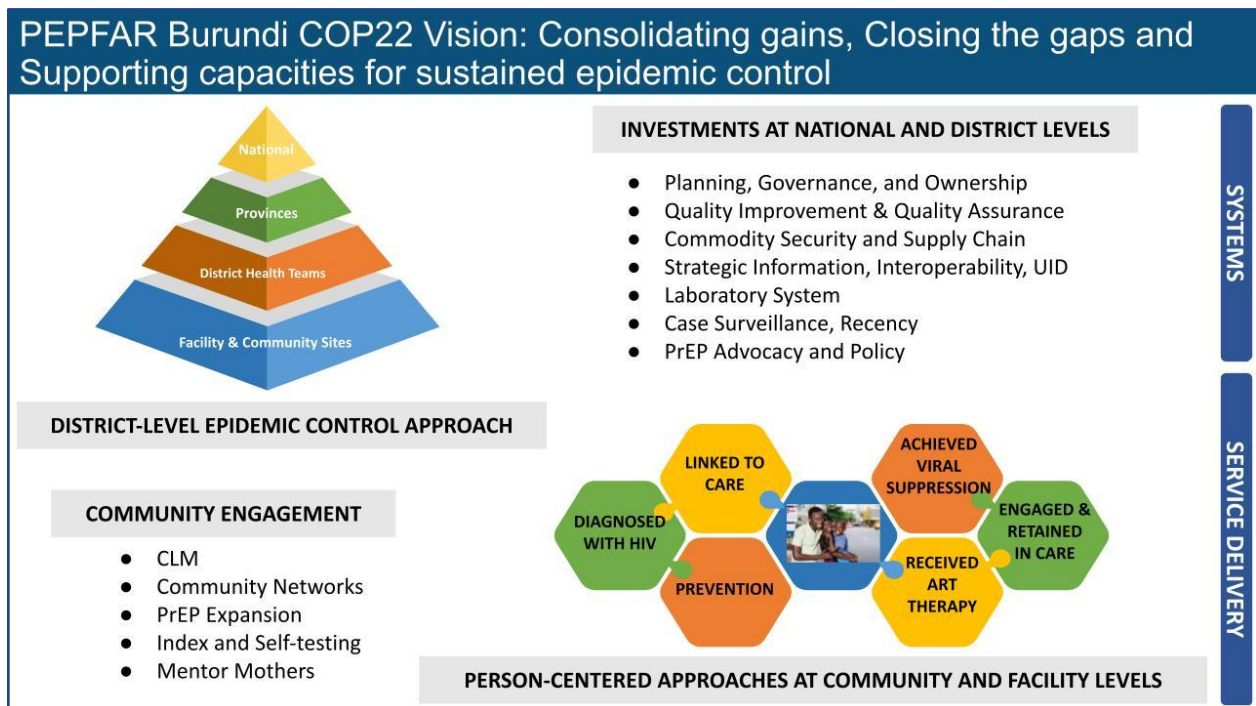 PEPFAR Burundi COP22 Vision: Consolidating gains, Closing the gaps and
Supporting capacities for sustained epidemic control
National
Provinces
District Health Teams
Facility & Community Sites
DISTRICT-LEVEL EPIDEMIC CONTROL APPROACH
INVESTMENTS AT NATIONAL AND DISTRICT LEVELS
● Planning, Governance, and Ownership
● Quality Improvement & Quality Assurance
● Commodity Security and Supply Chain
● Strategic Information, Interoperability, UID
● Laboratory System
● Case Surveillance, Recency
● PrEP Advocacy and Policy
SYSTEMS
COMMUNITY ENGAGEMENT
● CLM
● Community Networks
● PrEP Expansion
● Index and Self-testing
● Mentor Mothers
DIAGNOSED
WITH HIV
LINKED TO
CARE
PREVENTION
ACHIEVED
VIRAL
SUPPRESSION
RECEIVED
ART
THERAPY
ENGAGED &
RETAINED
IN CARE
PERSON-CENTERED APPROACHES AT COMMUNITY AND FACILITY LEVELS
SERVICE DELIVERY